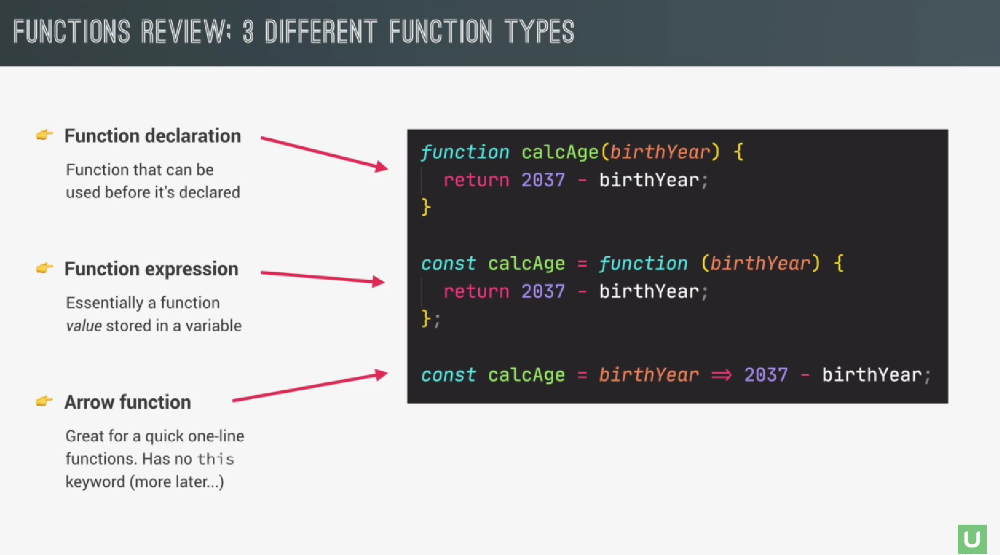 FUNCTIONS REVIEW; 3 DIFFERENT FUNCTION TYPES
👉 Function declaration
Function that can be
used before it’s declared
👉 Function expression
Essentially a function
value stored in a variable
👉 Arrow function
Great for a quick one-line
functions. Has no this
keyword (more later...)
function calcAge(birthYear) {
  return 2037 - birthYear;
}
const calcAge = function (birthYear) {
  return 2037 - birthYear;
};
const calcAge = birthYear => 2037 - birthYear;
U